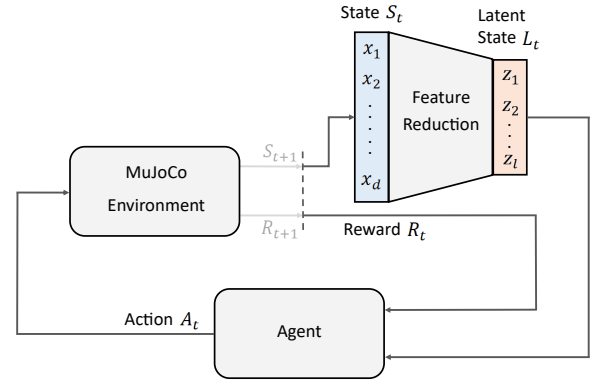 State S_t
Latent
State L_t
x_1
x_2
.
.
.
.
.
x_d
Feature
Reduction
z_1
z_2
.
.
.
z_l
MuJoCo
Environment
S_{t+1}
R_{t+1}
Reward R_t
Action A_t
Agent